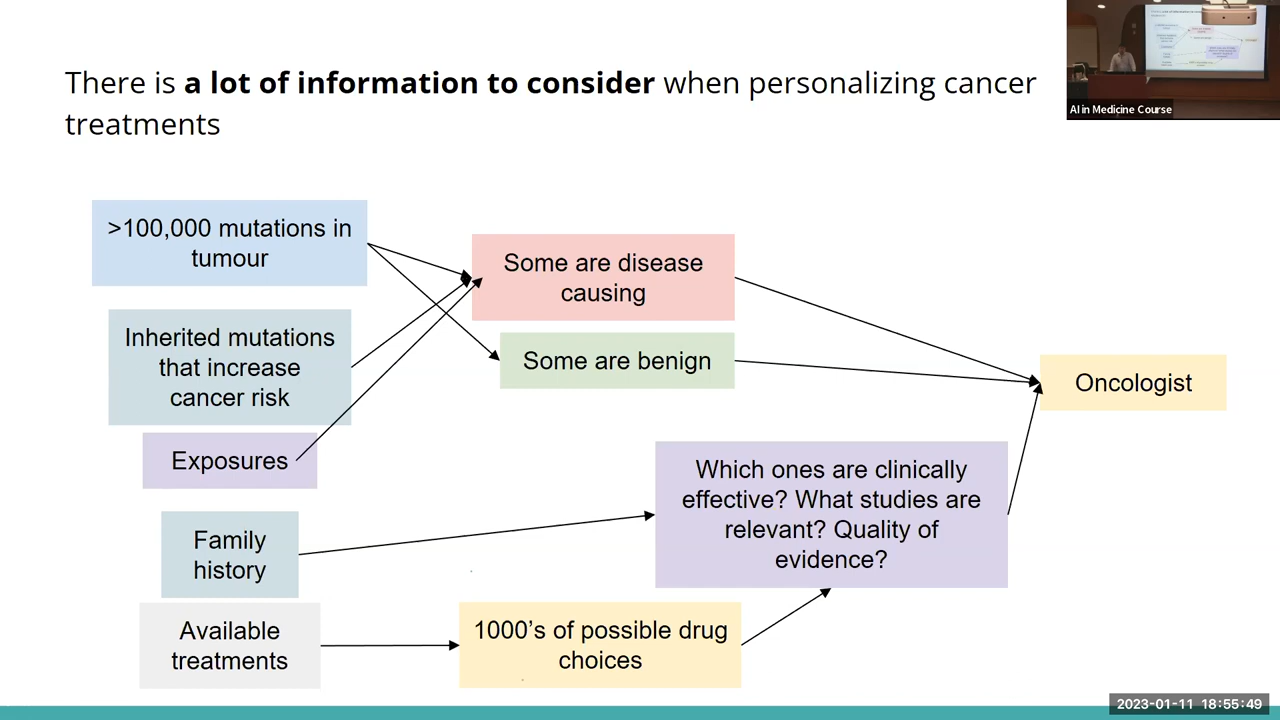 There is a lot of information to consider when personalizing cancer
treatments
AI in Medicine Course
>100,000 mutations in
tumour
Some are disease
causing
Inherited mutations
that increase
cancer risk
Some are benign
Oncologist
Exposures
Which ones are clinically
effective? What studies are
relevant? Quality of
evidence?
Family
history
Available
treatments
1000's of possible drug
choices
2023-01-11 18:55:49